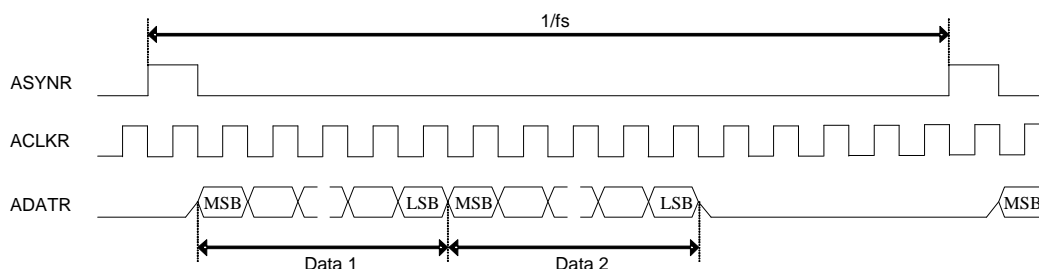 1/fs
ASYNR
ACLKR
ADATR
MSB
LSB
MSB
LSB
MSB
Data 1
Data 2